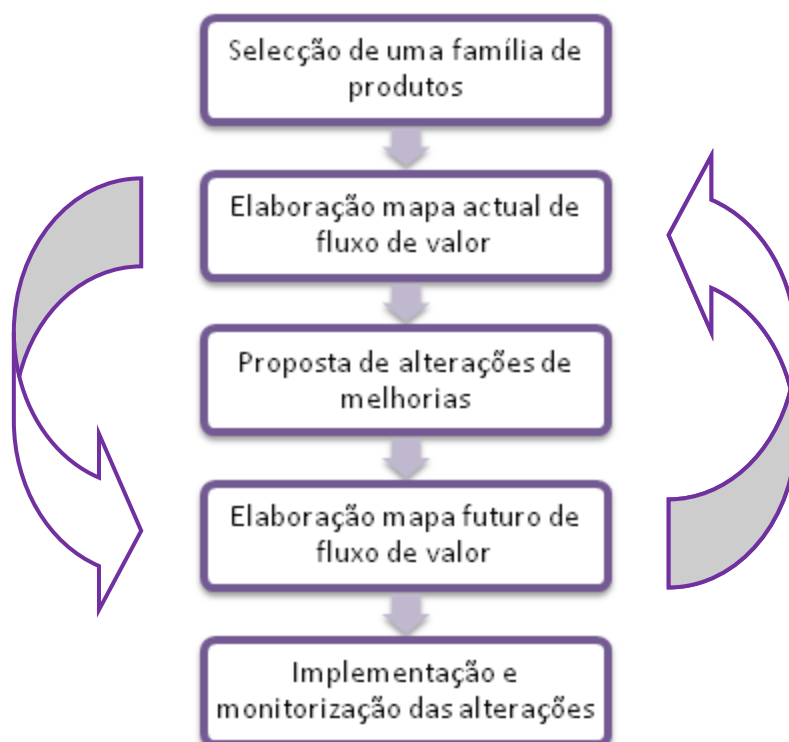 Selecção de uma família de
produtos
Elaboração mapa actual de
fluxo de valor
Proposta de alterações de
melhorias
Elaboração mapa futuro de
fluxo de valor
Implementação e
monitorização das alterações